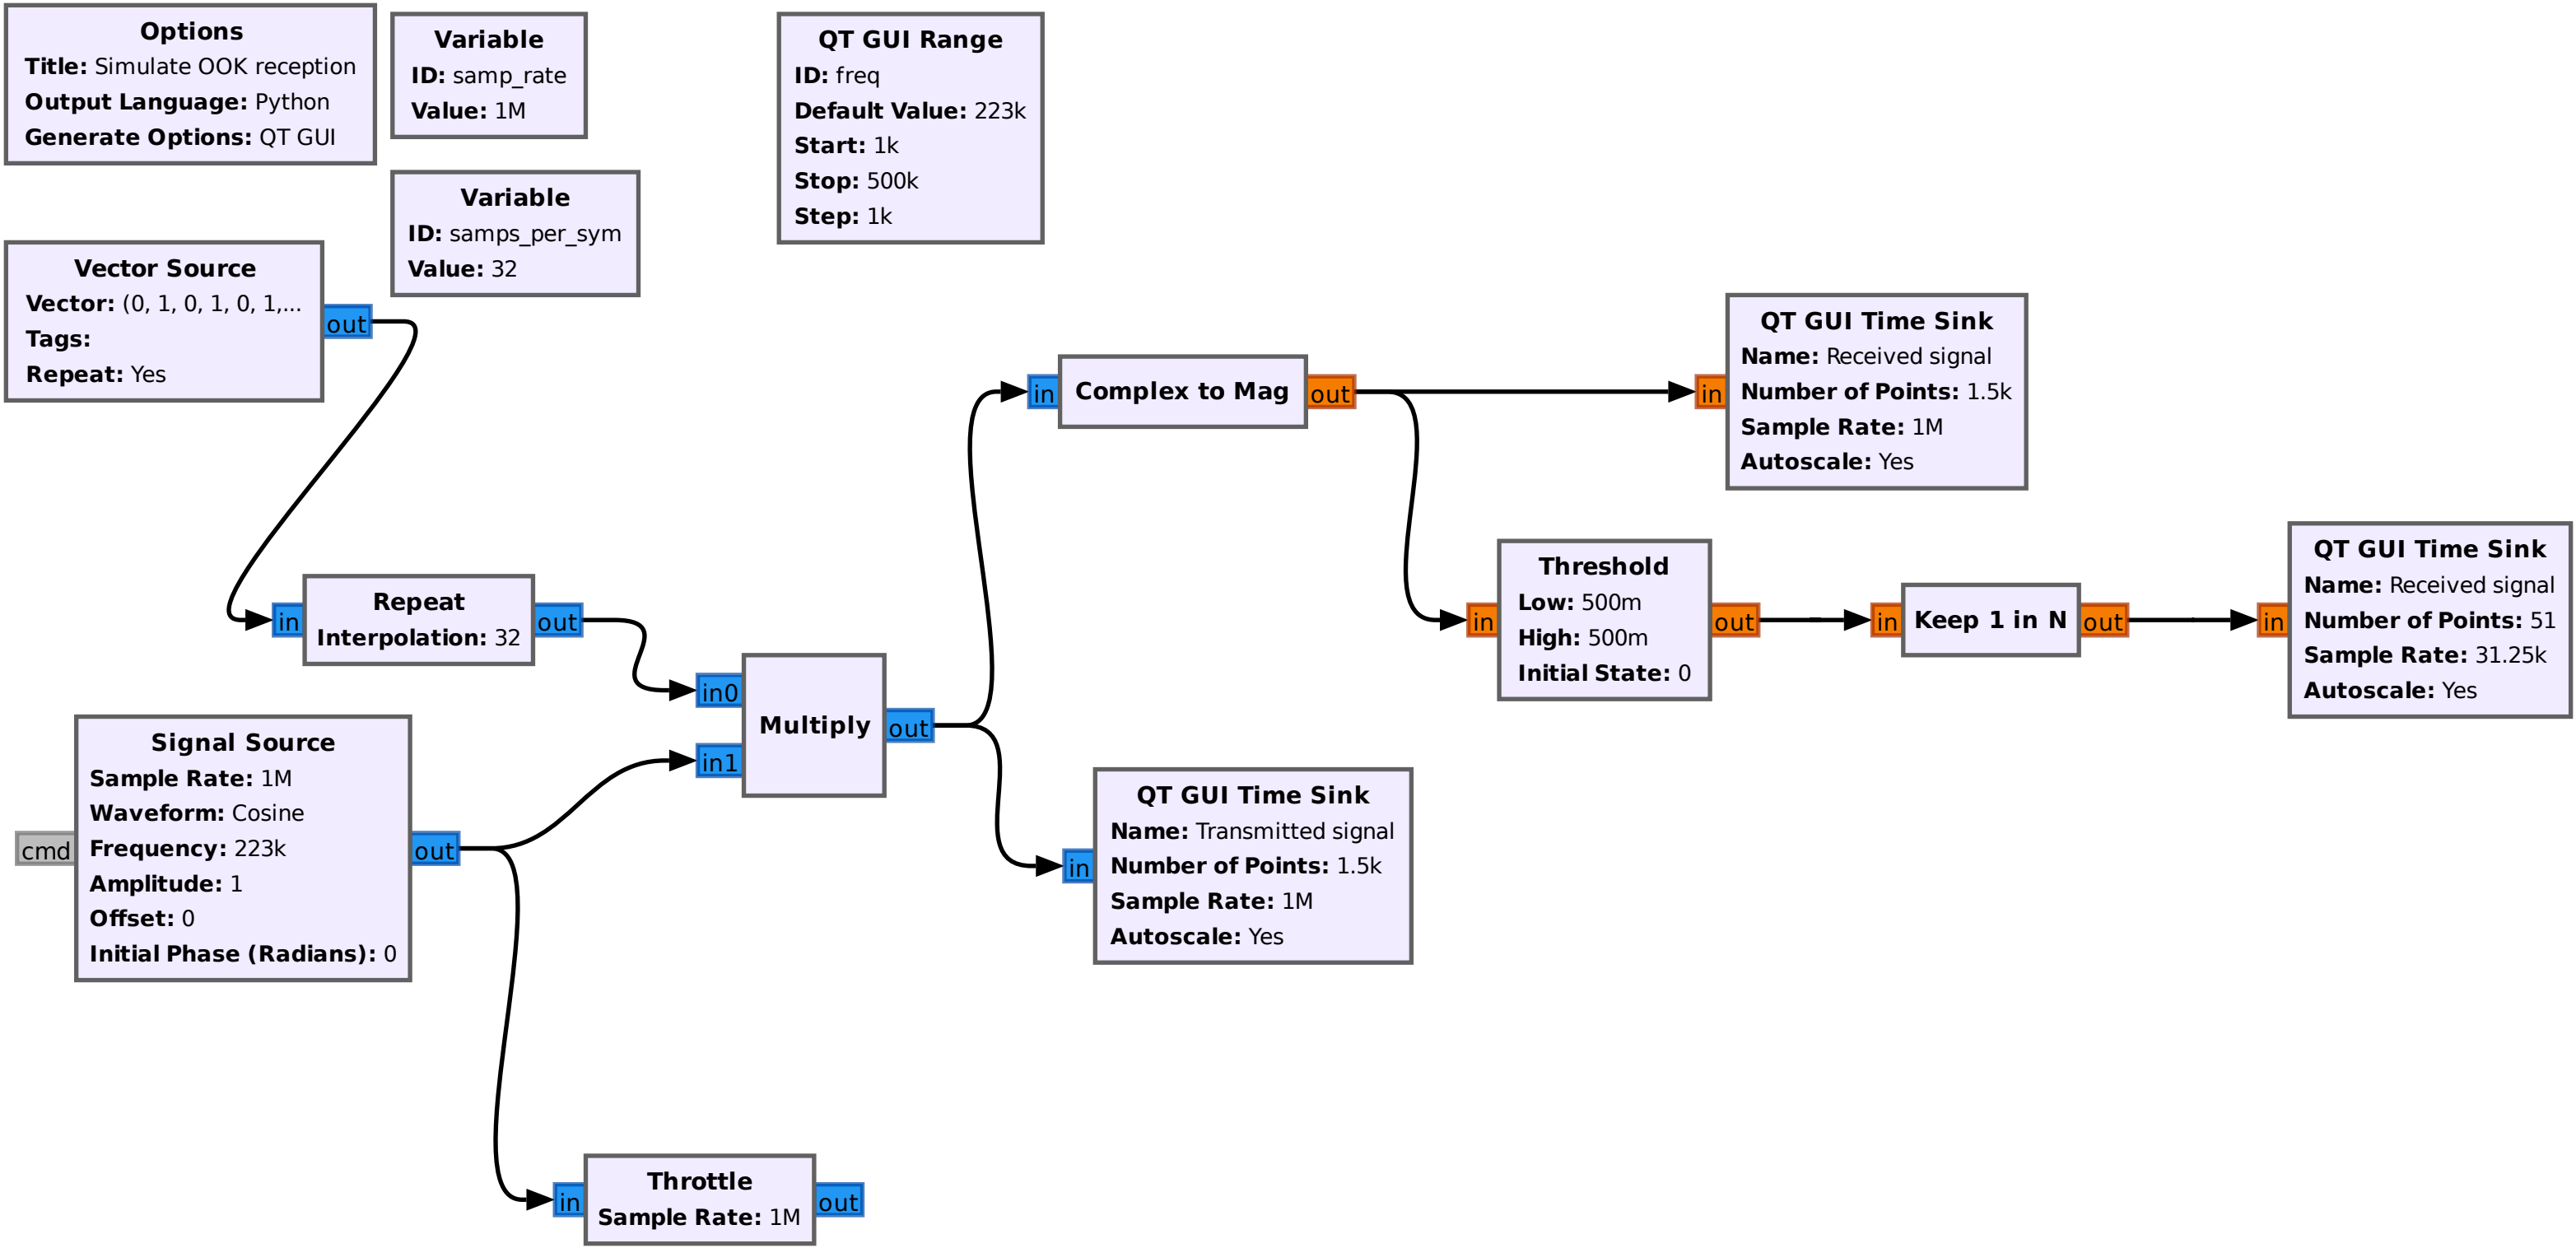 Options
Title: Simulate OOK reception
Output Language: Python
Generate Options: QT GUI
Variable
ID: samp_rate
Value: 1M
Variable
ID: samps_per_sym
Value: 32
QT GUI Range
ID: freq
Default Value: 223k
Start: 1k
Stop: 500k
Step: 1k
Vector Source
Vector: (0, 1, 0, 1, 0, 1,...
Tags:
Repeat: Yes
out
in
Repeat
Interpolation: 32
out
cmd
Signal Source
Sample Rate: 1M
Waveform: Cosine
Frequency: 223k
Amplitude: 1
Offset: 0
Initial Phase (Radians): 0
out
in0
in1
Multiply
out
in
Complex to Mag
out
in
QT GUI Time Sink
Name: Received signal
Number of Points: 1.5k
Sample Rate: 1M
Autoscale: Yes
in
Threshold
Low: 500m
High: 500m
Initial State: 0
out
in
Keep 1 in N
out
in
QT GUI Time Sink
Name: Received signal
Number of Points: 51
Sample Rate: 31.25k
Autoscale: Yes
in
QT GUI Time Sink
Name: Transmitted signal
Number of Points: 1.5k
Sample Rate: 1M
Autoscale: Yes
in
Throttle
Sample Rate: 1M
out